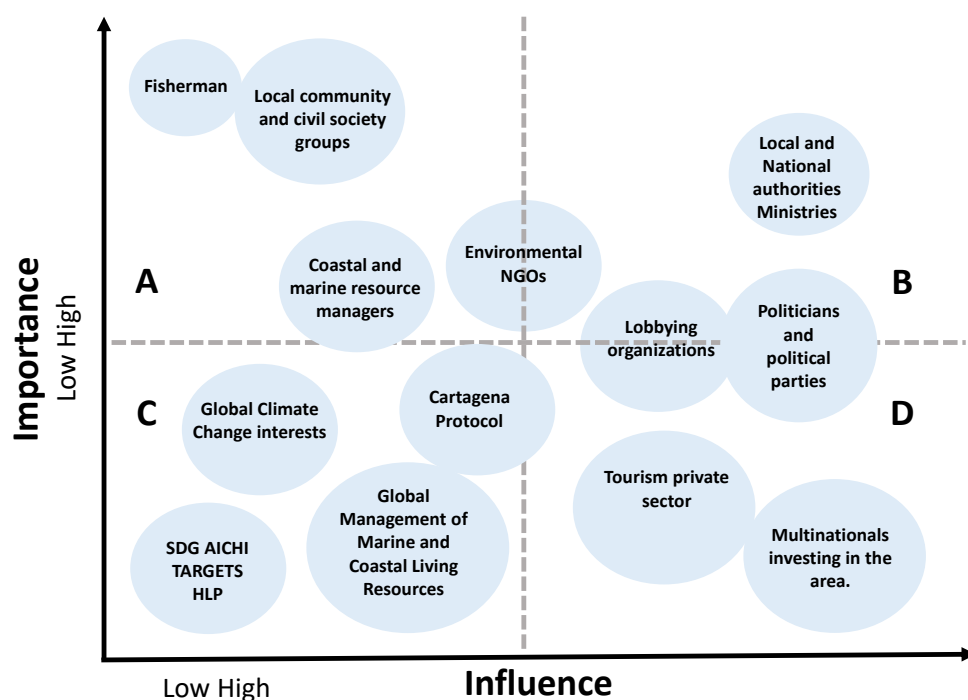 Fisherman
Local community
and civil society
groups
Local and
National
authorities
Ministries
A
Coastal and
marine resource
managers
Environmental
NGOs
B
Lobbying
organizations
Politicians
and
political
parties
Importance
Low High
C
Global Climate
Change interests
Cartagena
Protocol
D
SDG AICHI
TARGETS
HLP
Global
Management of
Marine and
Coastal Living
Resources
Tourism private
sector
Multinationals
investing in the
area.
Low High
Influence